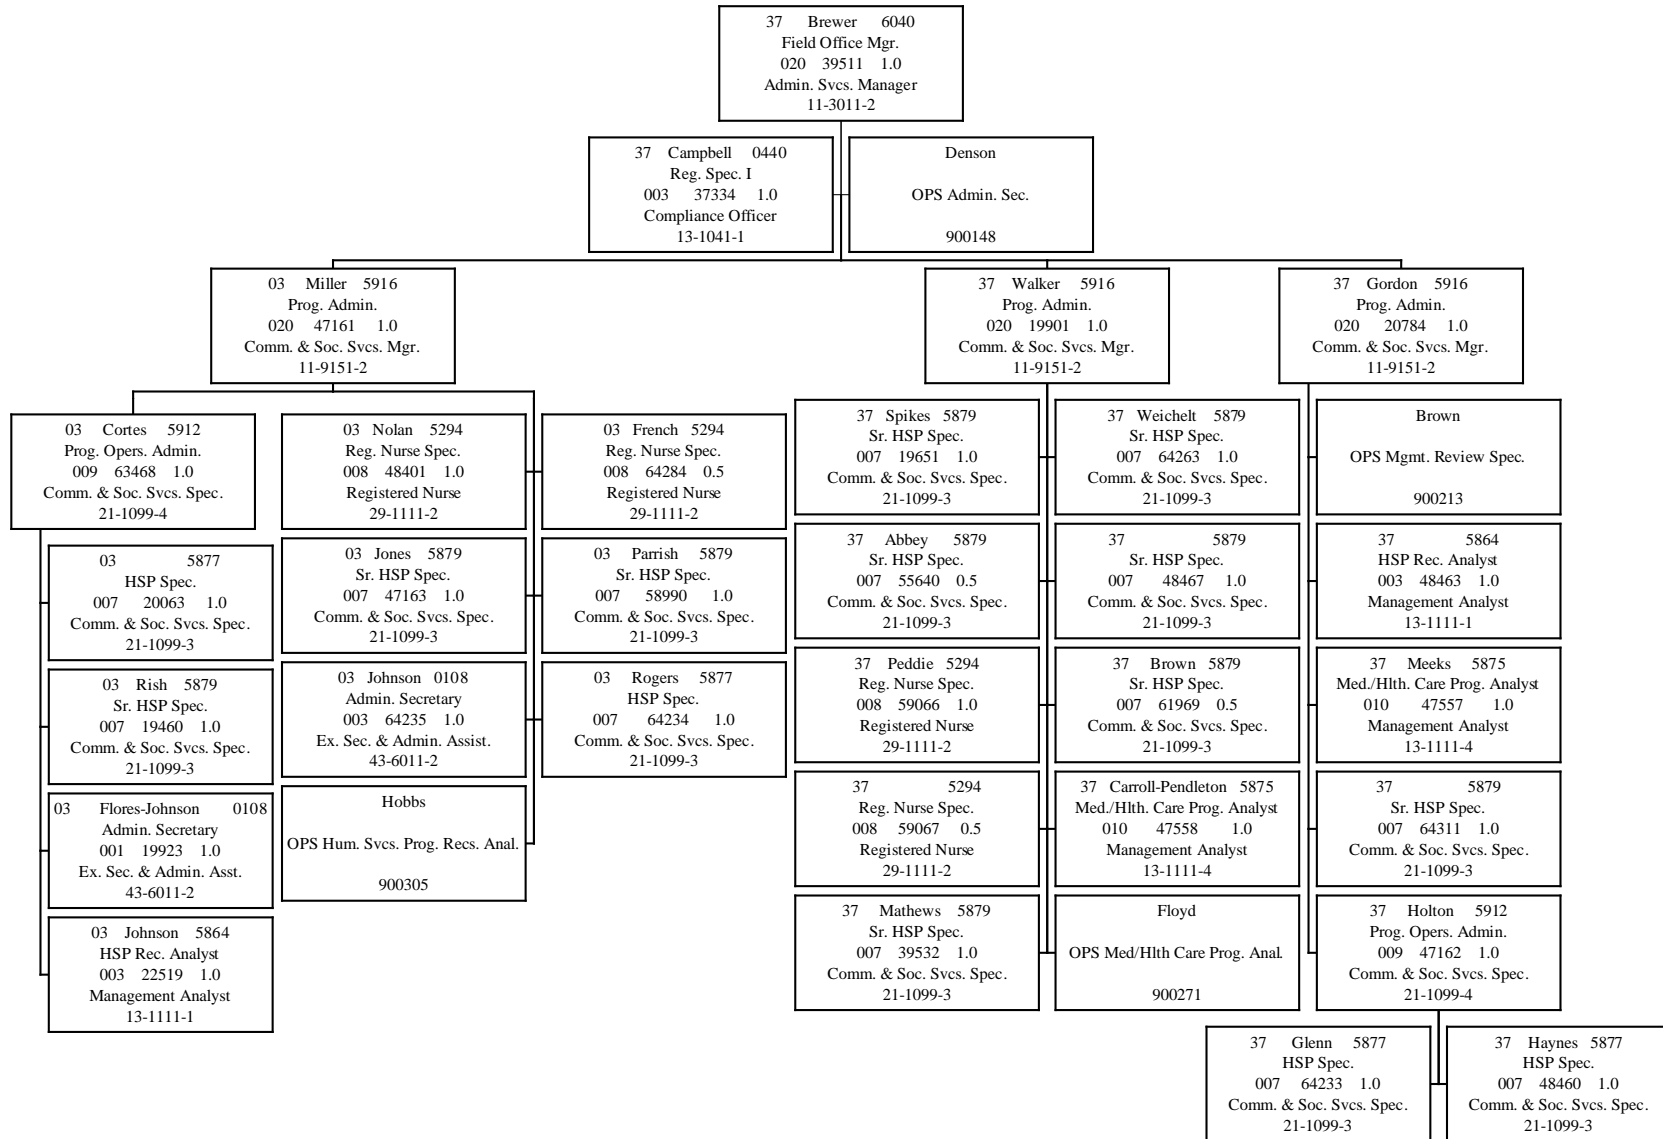 37 Brewer 6040
Field Office Mgr.
020 39511 1.0
Admin. Svcs. Manager
11-3011-2
37 Campbell 0440
Reg. Spec. I
003 37334 1.0
Compliance Officer
13-1041-1
Denson
OPS Admin. Sec.
900148
03 Miller 5916
Prog. Admin.
020 47161 1.0
Comm. & Soc. Svcs. Mgr.
11-9151-2
37 Walker 5916
Prog. Admin.
020 19901 1.0
Comm. & Soc. Svcs. Mgr.
11-9151-2
37 Gordon 5916
Prog. Admin.
020 20784 1.0
Comm. & Soc. Svcs. Mgr.
11-9151-2
03 Cortes 5912
Prog. Opers. Admin.
009 63468 1.0
Comm. & Soc. Svcs. Spec.
21-1099-4
03 5877
HSP Spec.
007 20063 1.0
Comm. & Soc. Svcs. Spec.
21-1099-3
03 Rish 5879
Sr. HSP Spec.
007 19460 1.0
Comm. & Soc. Svcs. Spec.
21-1099-3
03 Flores-Johnson 0108
Admin. Secretary
001 19923 1.0
Ex. Sec. & Admin. Asst.
43-6011-2
03 Johnson 5864
HSP Rec. Analyst
003 22519 1.0
Management Analyst
13-1111-1
03 Nolan 5294
Reg. Nurse Spec.
008 48401 1.0
Registered Nurse
29-1111-2
03 French 5294
Reg. Nurse Spec.
008 64284 0.5
Registered Nurse
29-1111-2
03 Jones 5879
Sr. HSP Spec.
007 47163 1.0
Comm. & Soc. Svcs. Spec.
21-1099-3
03 Parrish 5879
Sr. HSP Spec.
007 58990 1.0
Comm. & Soc. Svcs. Spec.
21-1099-3
03 Johnson 0108
Admin. Secretary
003 64235 1.0
Ex. Sec. & Admin. Assist.
43-6011-2
03 Rogers 5877
HSP Spec.
007 64234 1.0
Comm. & Soc. Svcs. Spec.
21-1099-3
Hobbs
OPS Hum. Svcs. Prog. Recs. Anal.
900305
37 Spikes 5879
Sr. HSP Spec.
007 19651 1.0
Comm. & Soc. Svcs. Spec.
21-1099-3
37 Weichelt 5879
Sr. HSP Spec.
007 64263 1.0
Comm. & Soc. Svcs. Spec.
21-1099-3
37 Abbey 5879
Sr. HSP Spec.
007 55640 0.5
Comm. & Soc. Svcs. Spec.
21-1099-3
37 5879
Sr. HSP Spec.
007 48467 1.0
Comm. & Soc. Svcs. Spec.
21-1099-3
37 Peddie 5294
Reg. Nurse Spec.
008 59066 1.0
Registered Nurse
29-1111-2
37 Brown 5879
Sr. HSP Spec.
007 61969 0.5
Comm. & Soc. Svcs. Spec.
21-1099-3
37 5294
Reg. Nurse Spec.
008 59067 0.5
Registered Nurse
29-1111-2
37 Carroll-Pendleton 5875
Med./Hlth. Care Prog. Analyst
010 47558 1.0
Management Analyst
13-1111-4
37 Mathews 5879
Sr. HSP Spec.
007 39532 1.0
Comm. & Soc. Svcs. Spec.
21-1099-3
Floyd
OPS Med/Hlth Care Prog. Anal.
900271
Brown
OPS Mgmt. Review Spec.
900213
37 5864
HSP Rec. Analyst
003 48463 1.0
Management Analyst
13-1111-1
37 Meeks 5875
Med./Hlth. Care Prog. Analyst
010 47557 1.0
Management Analyst
13-1111-4
37 5879
Sr. HSP Spec.
007 64311 1.0
Comm. & Soc. Svcs. Spec.
21-1099-3
37 Holton 5912
Prog. Opers. Admin.
009 47162 1.0
Comm. & Soc. Svcs. Spec.
21-1099-4
37 Glenn 5877
HSP Spec.
007 64233 1.0
Comm. & Soc. Svcs. Spec.
21-1099-3
37 Haynes 5877
HSP Spec.
007 48460 1.0
Comm. & Soc. Svcs. Spec.
21-1099-3